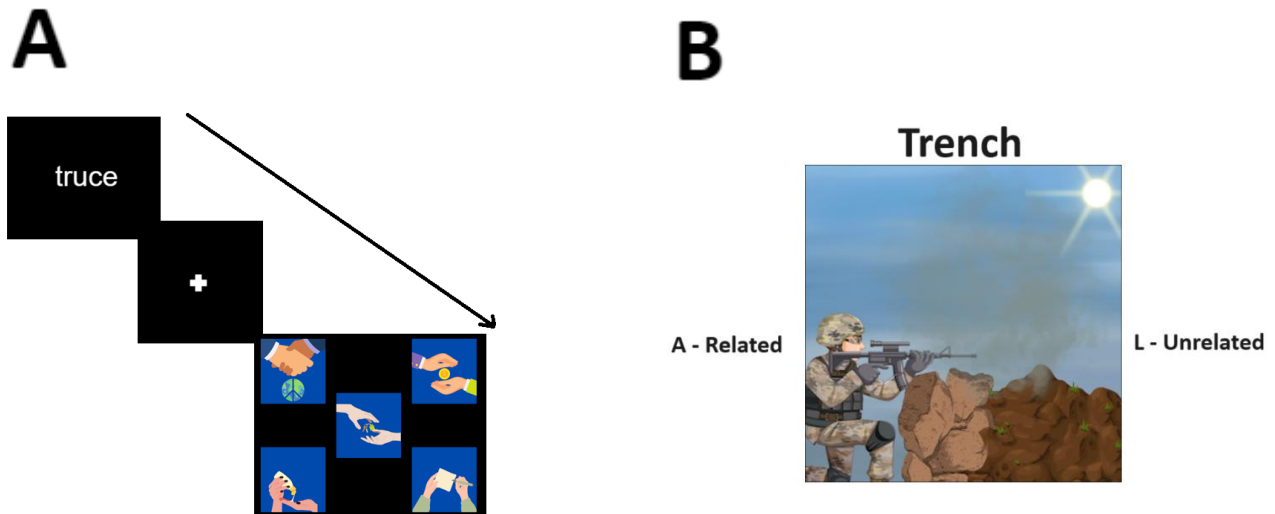 A
B
truce
Trench
A - Related
L - Unrelated